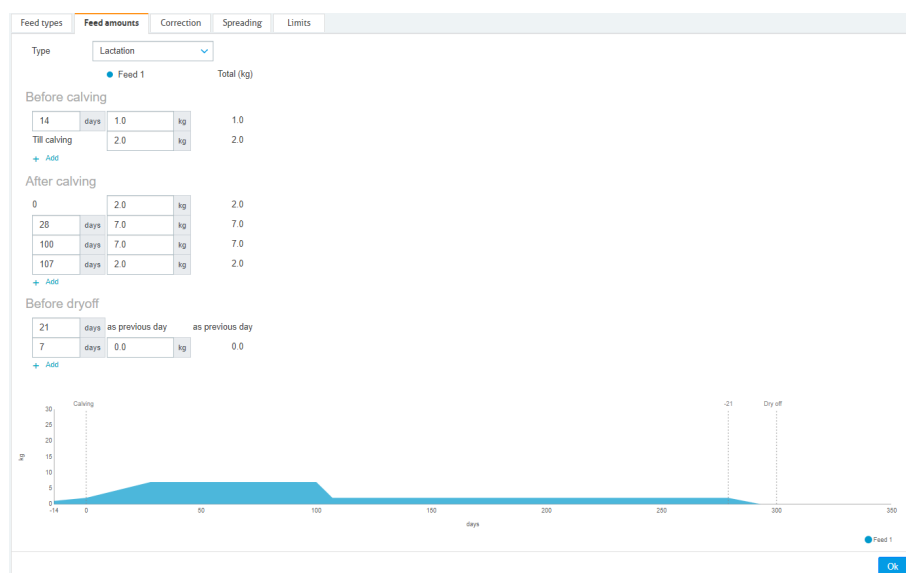 Feed types Feed amounts Correction Spreading Limits
Type Lactation
Feed 1 Total (kg)
Before calving
14 days 1.0 kg 1.0
Till calving 2.0 kg 2.0
+ Add
After calving
0 2.0 kg 2.0
28 days 7.0 kg 7.0
100 days 7.0 kg 7.0
107 days 2.0 kg 2.0
+ Add
Before dryoff
21 days as previous day as previous day
7 days 0.0 kg 0.0
+ Add
Calving -21 Dry off
30
25
20
15
10
5
0
kg
-14 0 50 100 150 200 250 300 350
days
Feed 1
Ok